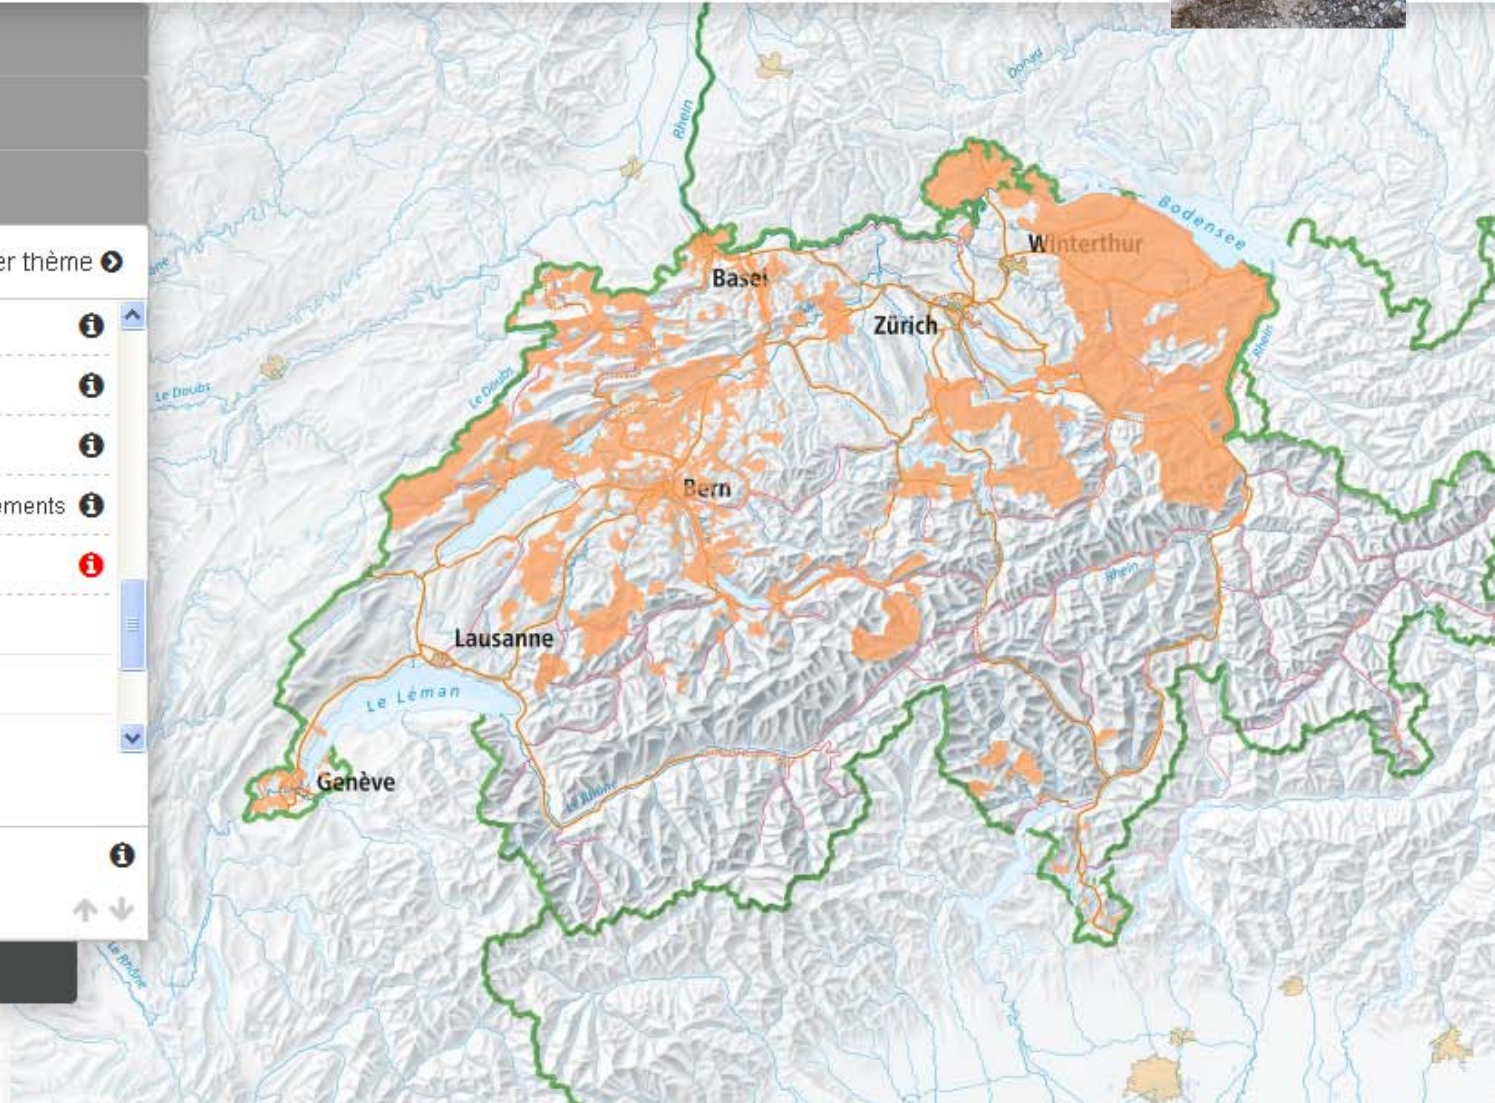 er thème
ements
Donau
Rhein
Bodensee
Winterthur
Basel
Zürich
Rhein
Le Doubs
Le Doubs
Bern
Rhein
Lausanne
Le Léman
Genève
Le Rhône
Le Rhône